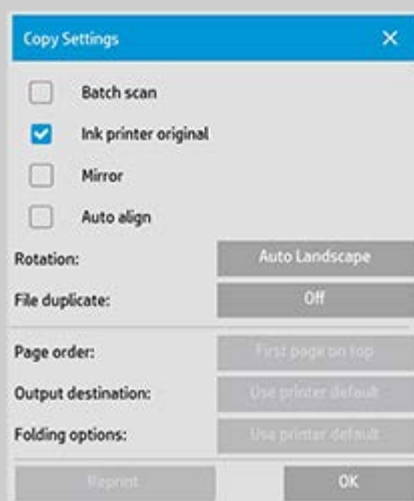 Copy Settings
Batch scan
Ink printer original
Mirror
Auto align
Rotation: Auto Landscape
File duplicate: Off
Page order: First page on top
Output destination: Use printer default
Folding options: Use printer default
Reprint OK